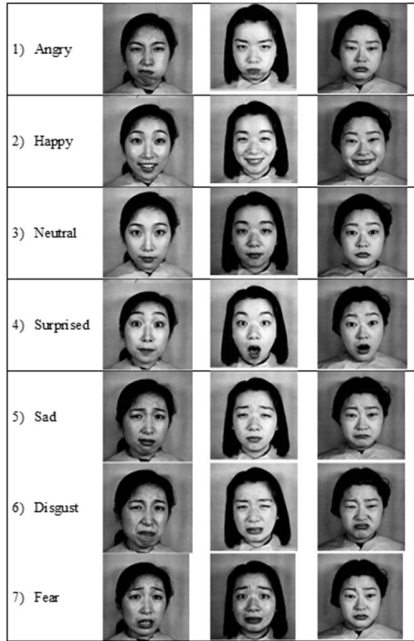 1) Angry
2) Happy
3) Neutral
4) Surprised
5) Sad
6) Disgust
7) Fear